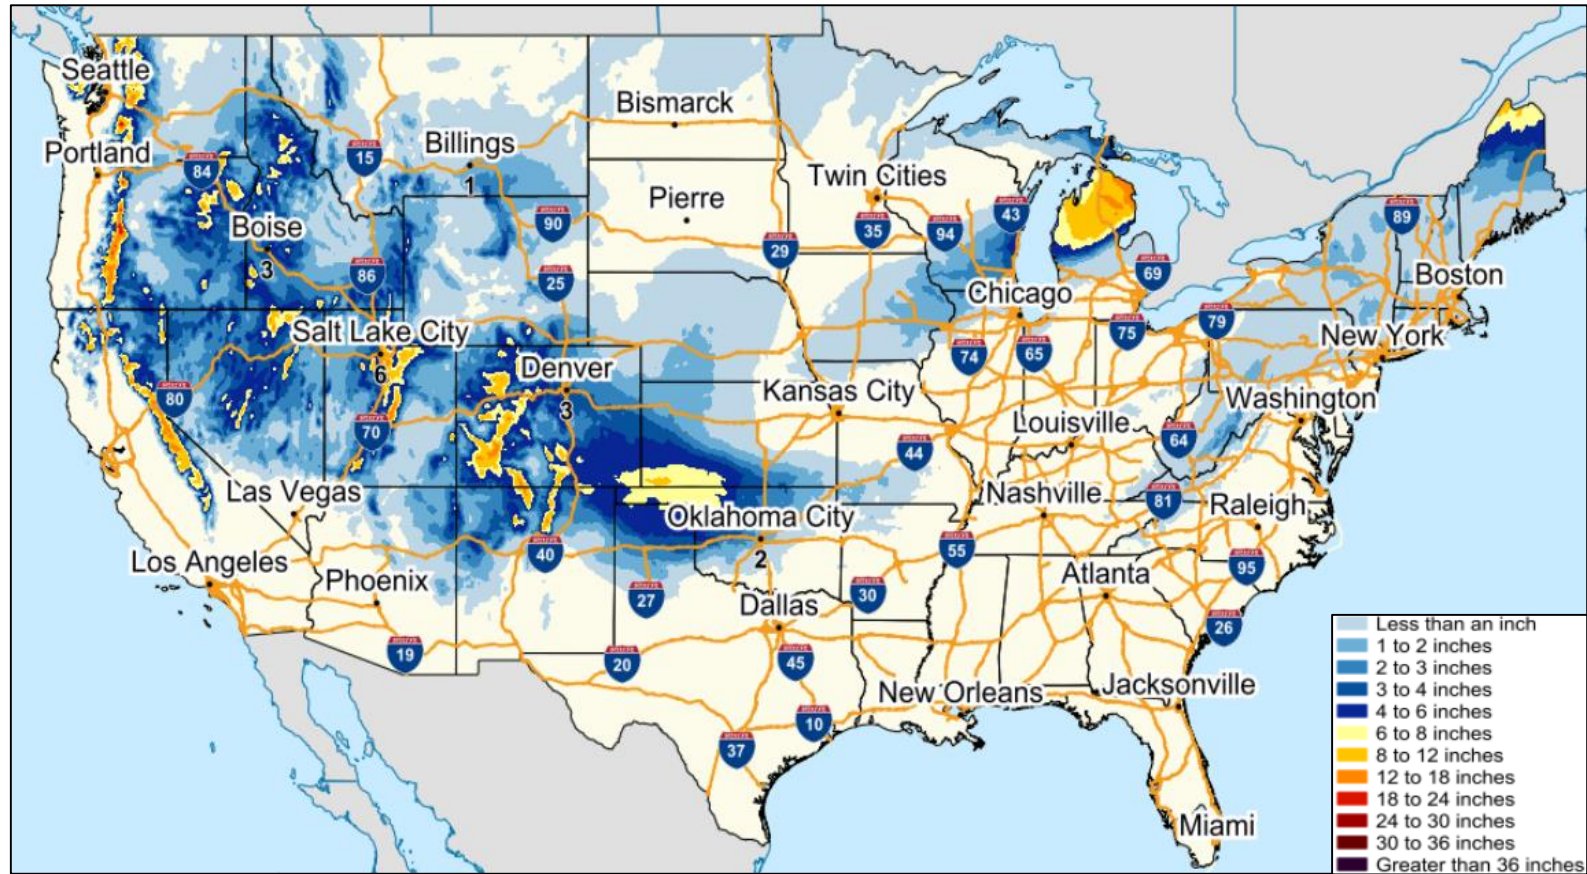 Seattle
Bismarck
Billings
Portland
15
84
1
Twin Cities
Pierre
Boise
90
35
94
43
89
3
86
29
25
69
Boston
Chicago
Salt Lake City
79
New York
75
74
65
Denver
6
80
3
Kansas City
Washington
70
Louisville
64
44
Las Vegas
Nashville
81
Raleigh
Oklahoma City
40
2
55
Los Angeles
Phoenix
95
Atlanta
27
30
Dallas
26
19
20
45
New Orleans
Jacksonville
10
37
Miami
Less than an inch
1 to 2 inches
2 to 3 inches
3 to 4 inches
4 to 6 inches
6 to 8 inches
8 to 12 inches
12 to 18 inches
18 to 24 inches
24 to 30 inches
30 to 36 inches
Greater than 36 inches